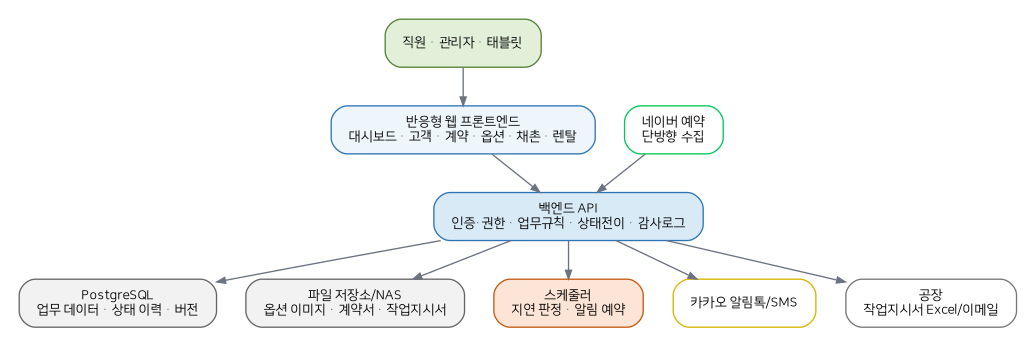 직원 · 관리자 · 태블릿
반응형 웹 프론트엔드
대시보드 · 고객 · 계약 · 옵션 · 채촌 · 렌탈
네이버 예약
단방향 수집
백엔드 API
인증·권한 · 업무규칙 · 상태전이 · 감사로그
PostgreSQL
업무 데이터 · 상태 이력 · 버전
파일 저장소/NAS
옵션 이미지 · 계약서 · 작업지시서
스케줄러
지연 판정 · 알림 예약
카카오 알림톡/SMS
공장
작업지시서 Excel/이메일